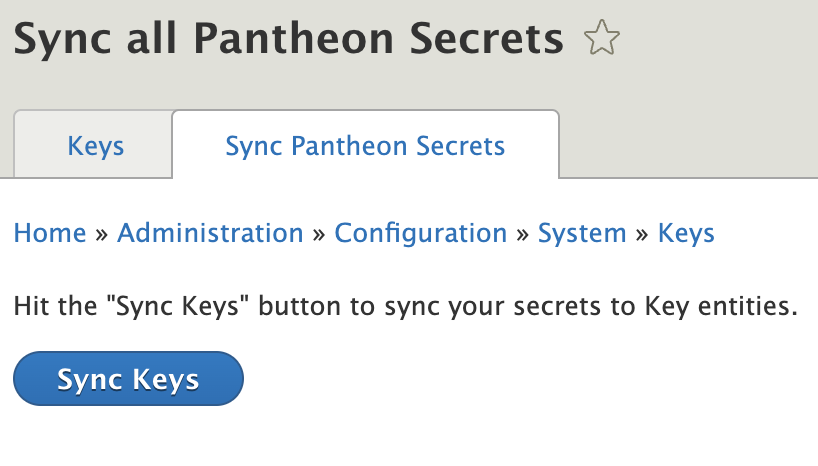 Sync all Pantheon Secrets
Keys
Sync Pantheon Secrets
Home » Administration » Configuration » System » Keys
Hit the "Sync Keys" button to sync your secrets to Key entities.
Sync Keys